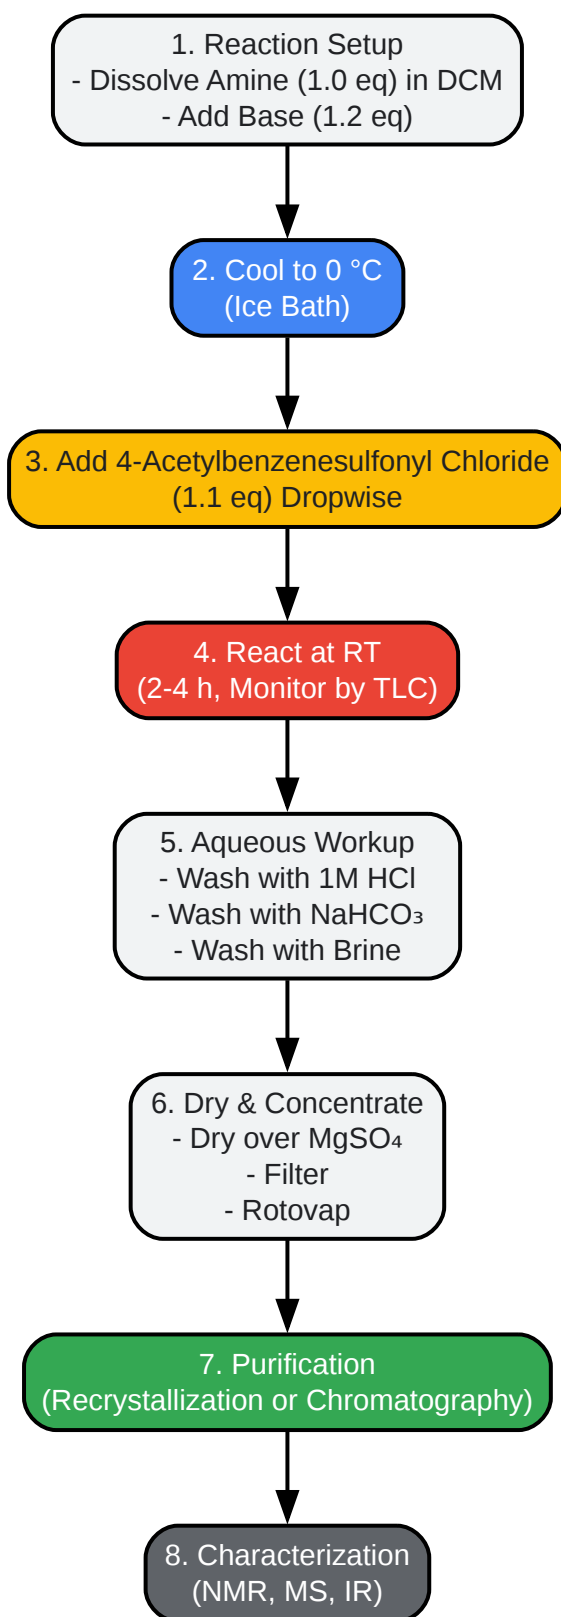 1. Reaction Setup
- Dissolve Amine (1.0 eq) in DCM
- Add Base (1.2 eq)
2. Cool to 0 °C
(Ice Bath)
3. Add 4-Acetylbenzenesulfonyl Chloride
(1.1 eq) Dropwise
4. React at RT
(2-4 h, Monitor by TLC)
5. Aqueous Workup
- Wash with 1M HCl
- Wash with NaHCO₃
- Wash with Brine
6. Dry & Concentrate
- Dry over MgSO₄
- Filter
- Rotovap
7. Purification
(Recrystallization or Chromatography)
8. Characterization
(NMR, MS, IR)